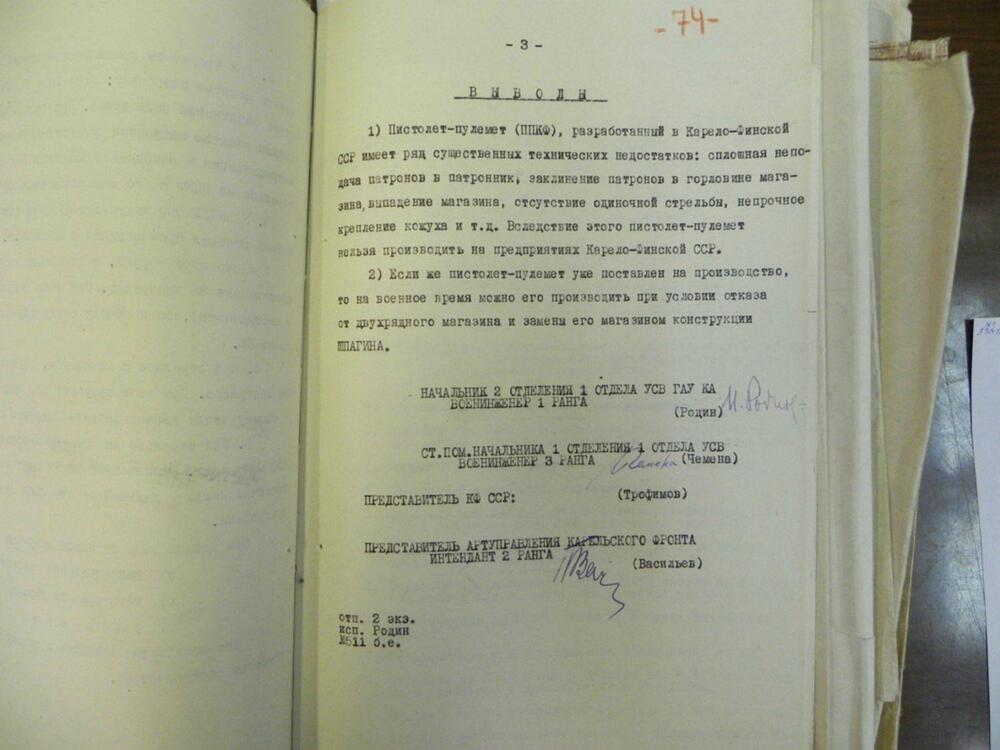 -74-
- 3 -
ВЫВОДЫ
1) Пистолет-пулемет (ППКФ), разработанный в Карело-Финской
ССР имеет ряд существенных технических недостатков: сплошная непо-
дача патронов в патронник, заклинение патронов в горловине мага-
зина, выпадение магазина, отсутствие одиночной стрельбы, непрочное
крепление кожуха и т.д. Вследствие этого пистолет-пулемет
нельзя производить на предприятиях Карело-Финской ССР.
2) Если же пистолет-пулемет уже поставлен на производство,
то на военное время можно его производить при условии отказа
от двухрядного магазина и замены его магазином конструкции
ШПАГИНА.
НАЧАЛЬНИК 2 ОТДЕЛЕНИЯ 1 ОТДЕЛА УСВ ГАУ КА
ВОЕНИНЖЕНЕР 1 РАНГА (Родин) И. Родин
СТ.ПОМ.НАЧАЛЬНИКА 1 ОТДЕЛЕНИЯ 1 ОТДЕЛА УСВ
ВОЕНИНЖЕНЕР 3 РАНГА Чемена (Чемена)
ПРЕДСТАВИТЕЛЬ КФ ССР: (Трофимов)
ПРЕДСТАВИТЕЛЬ АРТУПРАВЛЕНИЯ КАРЕЛЬСКОГО ФРОНТА
ИНТЕНДАНТ 2 РАНГА (Васильев)
отп. 2 экз.
исп. Родин
№511 б.е.